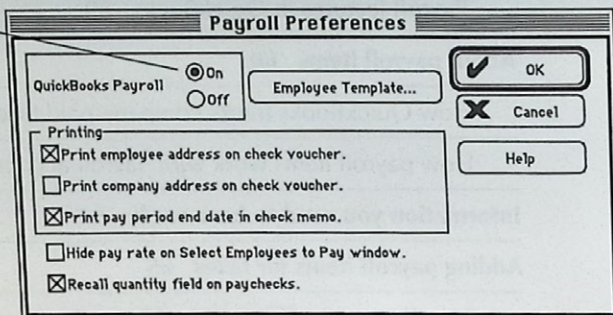 Payroll Preferences
QuickBooks Payroll
On
Off
Employee Template...
OK
Cancel
Help
Printing
Print employee address on check voucher.
Print company address on check voucher.
Print pay period end date in check memo.
Hide pay rate on Select Employees to Pay window.
Recall quantity field on paychecks.